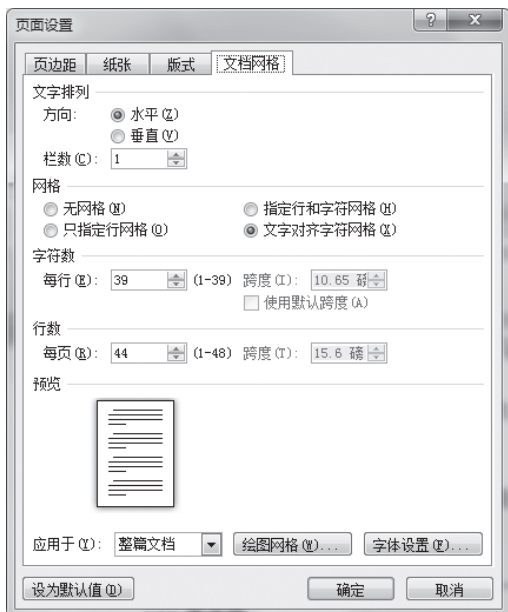 页面设置
页边距 纸张 版式 文档网格
文字排列
方向: 水平(Z)
垂直(V)
栏数(C): 1
网格
无网格(N) 指定行和字符网格(H)
只指定行网格(O) 文字对齐字符网格(X)
字符数
每行(E): 39 (1-39) 跨度(I): 10.65 磅
使用默认跨度(A)
行数
每页(R): 44 (1-48) 跨度(T): 15.6 磅
预览
应用于(Y): 整篇文档 绘图网格(W)... 字体设置(F)...
设为默认值(D) 确定 取消